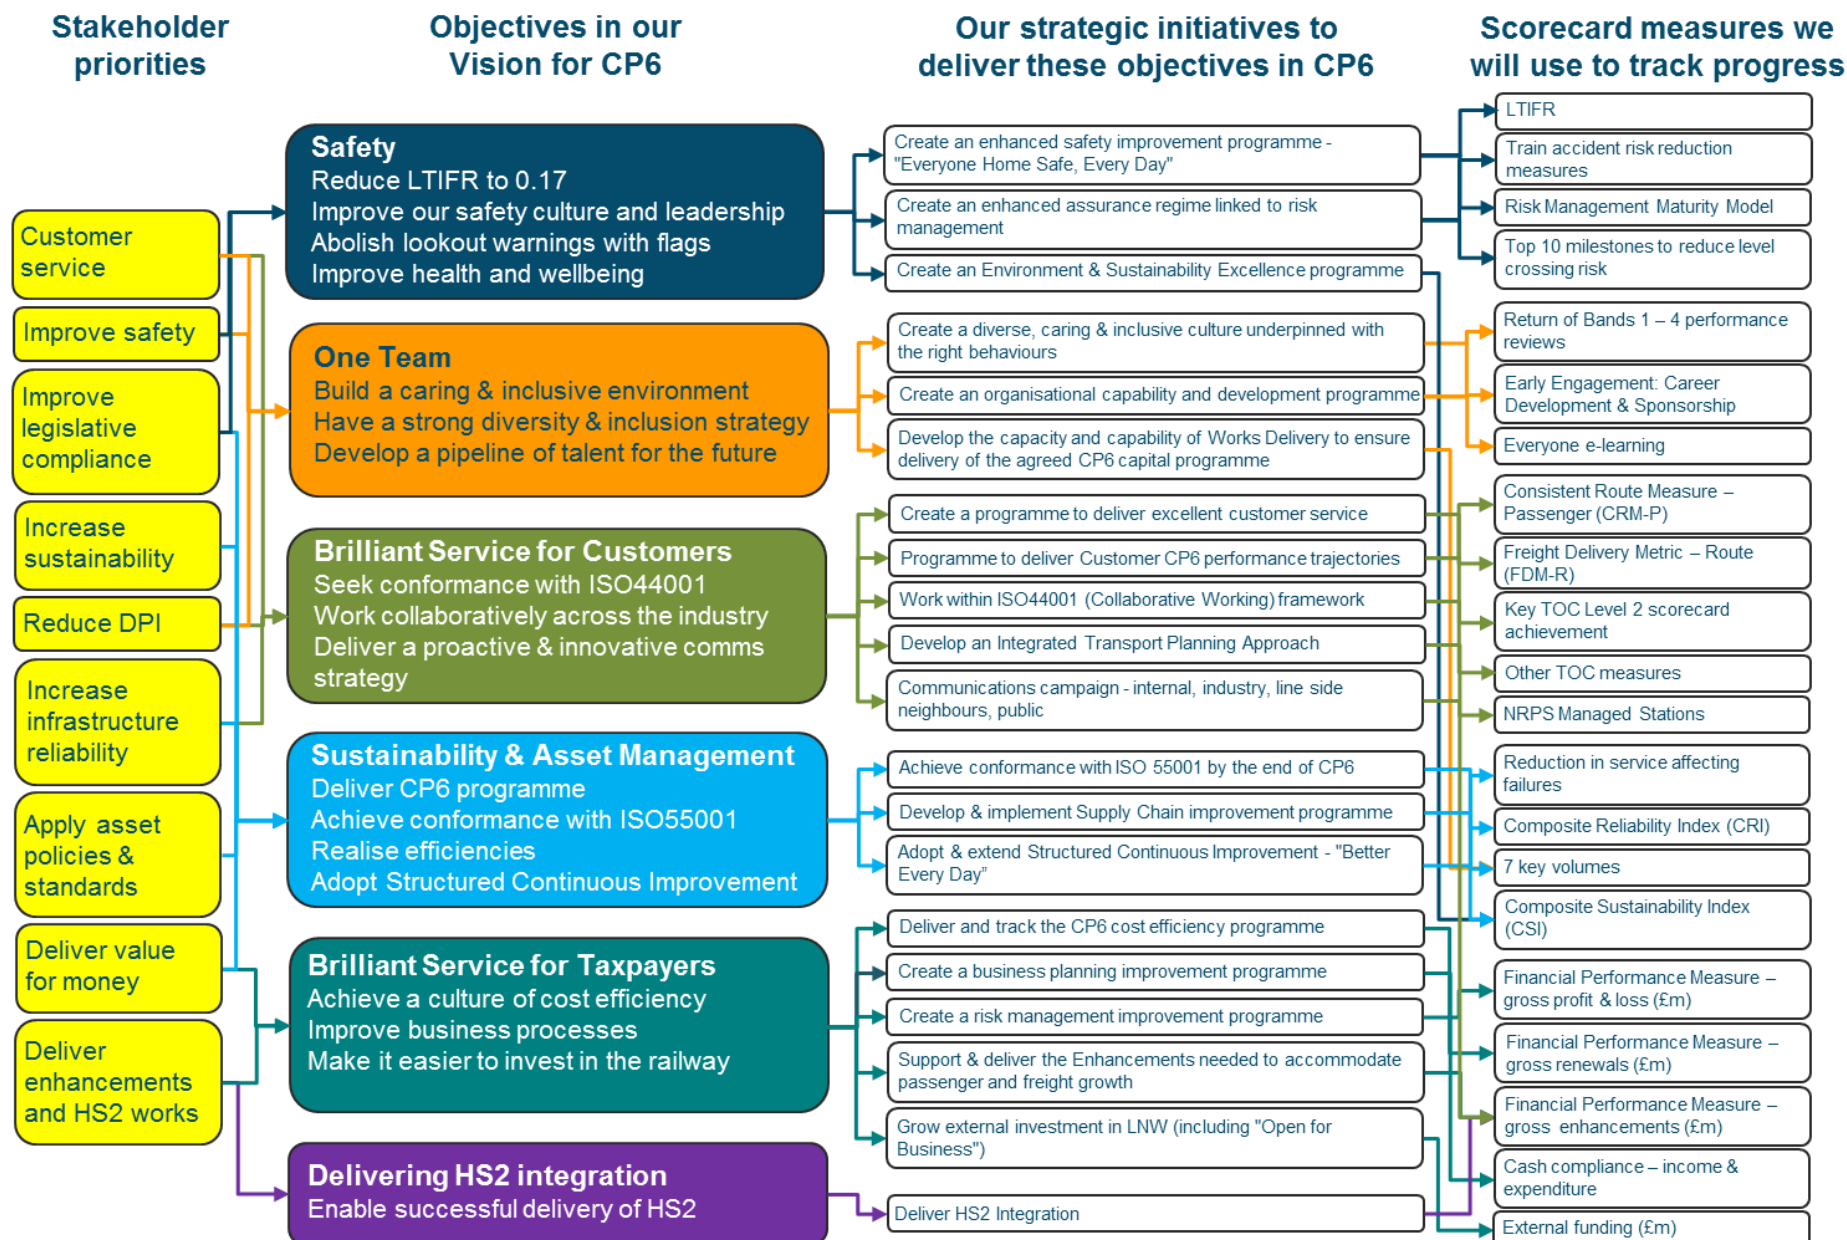 Stakeholder
priorities
Objectives in our
Vision for CP6
Our strategic initiatives to
deliver these objectives in CP6
Scorecard measures we
will use to track progress
Customer
service
Improve safety
Improve
legislative
compliance
Increase
sustainability
Reduce DPI
Increase
infrastructure
reliability
Apply asset
policies &
standards
Deliver value
for money
Deliver
enhancements
and HS2 works
Safety
Reduce LTIFR to 0.17
Improve our safety culture and leadership
Abolish lookout warnings with flags
Improve health and wellbeing
One Team
Build a caring & inclusive environment
Have a strong diversity & inclusion strategy
Develop a pipeline of talent for the future
Brilliant Service for Customers
Seek conformance with ISO44001
Work collaboratively across the industry
Deliver a proactive & innovative comms
strategy
Sustainability & Asset Management
Deliver CP6 programme
Achieve conformance with ISO55001
Realise efficiencies
Adopt Structured Continuous Improvement
Brilliant Service for Taxpayers
Achieve a culture of cost efficiency
Improve business processes
Make it easier to invest in the railway
Delivering HS2 integration
Enable successful delivery of HS2
Create an enhanced safety improvement programme -
"Everyone Home Safe, Every Day"
Create an enhanced assurance regime linked to risk
management
Create an Environment & Sustainability Excellence programme
Create a diverse, caring & inclusive culture underpinned with
the right behaviours
Create an organisational capability and development programme
Develop the capacity and capability of Works Delivery to ensure
delivery of the agreed CP6 capital programme
Create a programme to deliver excellent customer service
Programme to deliver Customer CP6 performance trajectories
Work within ISO44001 (Collaborative Working) framework
Develop an Integrated Transport Planning Approach
Communications campaign - internal, industry, line side
neighbours, public
Achieve conformance with ISO 55001 by the end of CP6
Develop & implement Supply Chain improvement programme
Adopt & extend Structured Continuous Improvement - "Better
Every Day”
Deliver and track the CP6 cost efficiency programme
Create a business planning improvement programme
Create a risk management improvement programme
Support & deliver the Enhancements needed to accommodate
passenger and freight growth
Grow external investment in LNW (including "Open for
Business")
Deliver HS2 Integration
LTIFR
Train accident risk reduction
measures
Risk Management Maturity Model
Top 10 milestones to reduce level
crossing risk
Return of Bands 1 – 4 performance
reviews
Early Engagement: Career
Development & Sponsorship
Everyone e-learning
Consistent Route Measure –
Passenger (CRM-P)
Freight Delivery Metric – Route
(FDM-R)
Key TOC Level 2 scorecard
achievement
Other TOC measures
NRPS Managed Stations
Reduction in service affecting
failures
Composite Reliability Index (CRI)
7 key volumes
Composite Sustainability Index
(CSI)
Financial Performance Measure –
gross profit & loss (£m)
Financial Performance Measure –
gross renewals (£m)
Financial Performance Measure –
gross enhancements (£m)
Cash compliance – income &
expenditure
External funding (£m)